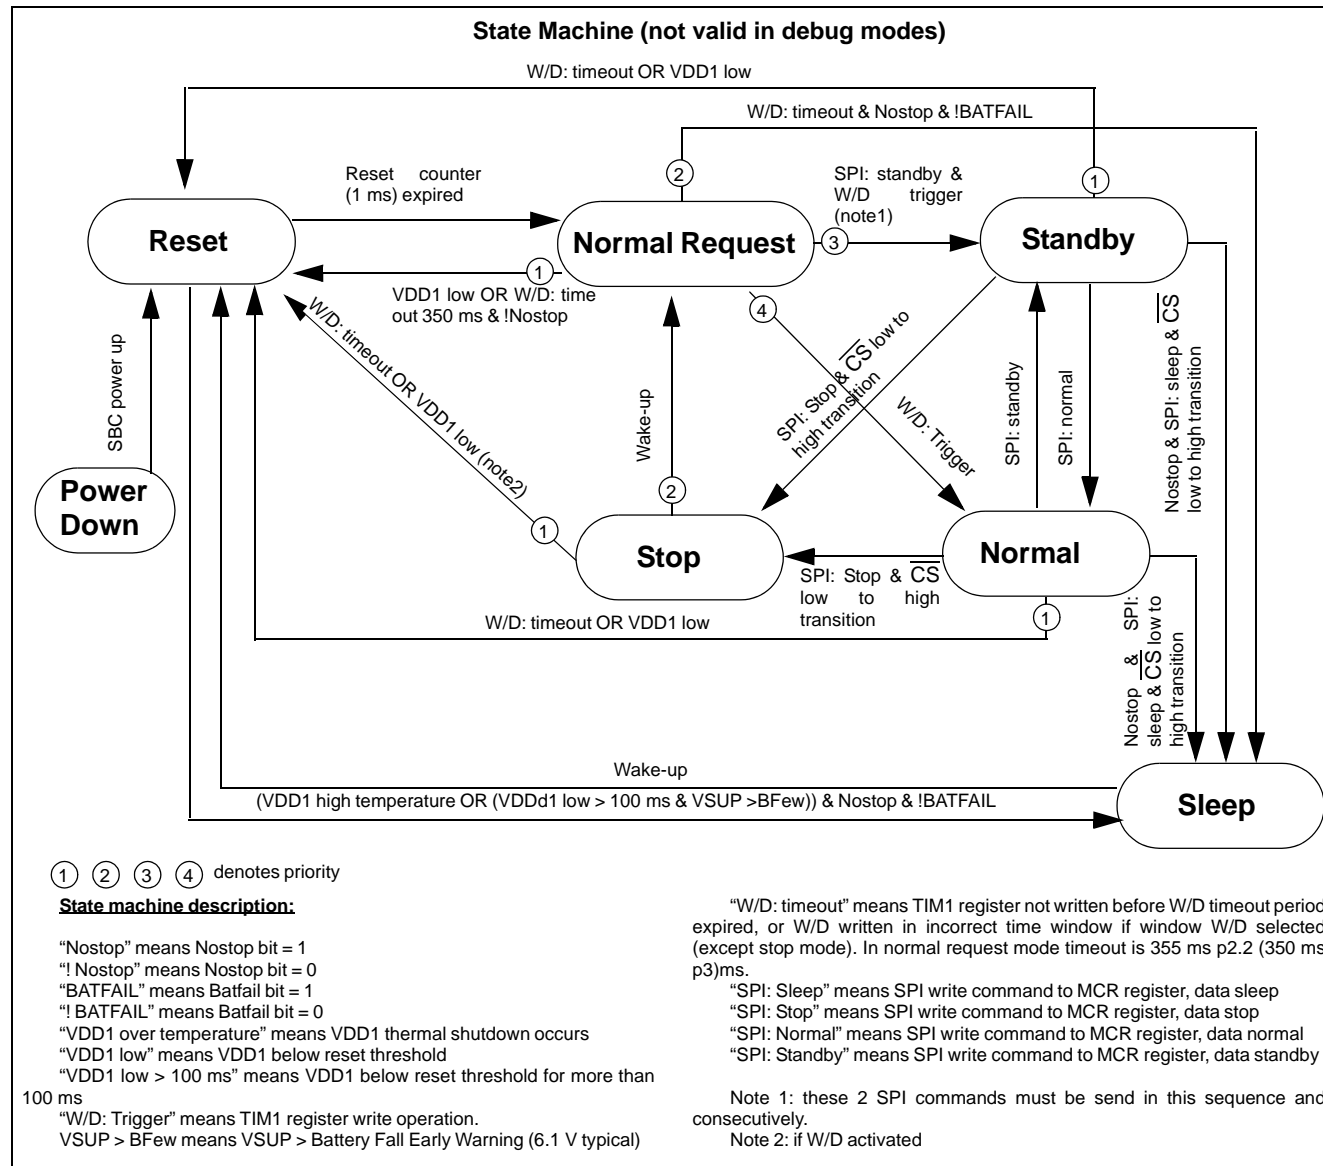 State Machine (not valid in debug modes)
W/D: timeout OR VDD1 low
W/D: timeout & Nostop & !BATFAIL
Reset counter
(1 ms) expired
2
SPI: standby &
W/D trigger
(note1)
1
Reset
Normal Request
3
Standby
1
VDD1 low OR W/D: time
out 350 ms & !Nostop
4
W/D: timeout OR VDD1 low (note2)
SBC power up
Wake-up
SPI: Stop & CS low to
high transition
W/D: Trigger
SPI: standby
SPI: normal
Nostop & SPI: sleep & CS
low to high transition
Power
Down
2
1
Stop
Normal
SPI: Stop & CS
low to high
transition
1
W/D: timeout OR VDD1 low
Nostop & SPI:
sleep & CS low to
high transition
Wake-up
(VDD1 high temperature OR (VDDd1 low > 100 ms & VSUP >BFew)) & Nostop & !BATFAIL
Sleep
1 2 3 4 denotes priority
State machine description:
“Nostop” means Nostop bit = 1
“! Nostop” means Nostop bit = 0
“BATFAIL” means Batfail bit = 1
“! BATFAIL” means Batfail bit = 0
“VDD1 over temperature” means VDD1 thermal shutdown occurs
“VDD1 low” means VDD1 below reset threshold
“VDD1 low > 100 ms” means VDD1 below reset threshold for more than
100 ms
“W/D: Trigger” means TIM1 register write operation.
VSUP > BFew means VSUP > Battery Fall Early Warning (6.1 V typical)
“W/D: timeout” means TIM1 register not written before W/D timeout period
expired, or W/D written in incorrect time window if window W/D selected
(except stop mode). In normal request mode timeout is 355 ms p2.2 (350 ms
p3)ms.
“SPI: Sleep” means SPI write command to MCR register, data sleep
“SPI: Stop” means SPI write command to MCR register, data stop
“SPI: Normal” means SPI write command to MCR register, data normal
“SPI: Standby” means SPI write command to MCR register, data standby
Note 1: these 2 SPI commands must be send in this sequence and
consecutively.
Note 2: if W/D activated